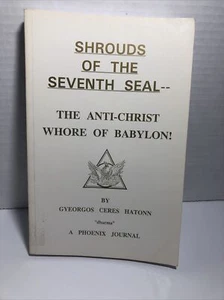 SHROUDS
OF THE
SEVENTH SEAL--
THE ANTI-CHRIST
WHORE OF BABYLON!
BY
GYEORGOS CERES HATONN
"dharma"
A PHOENIX JOURNAL